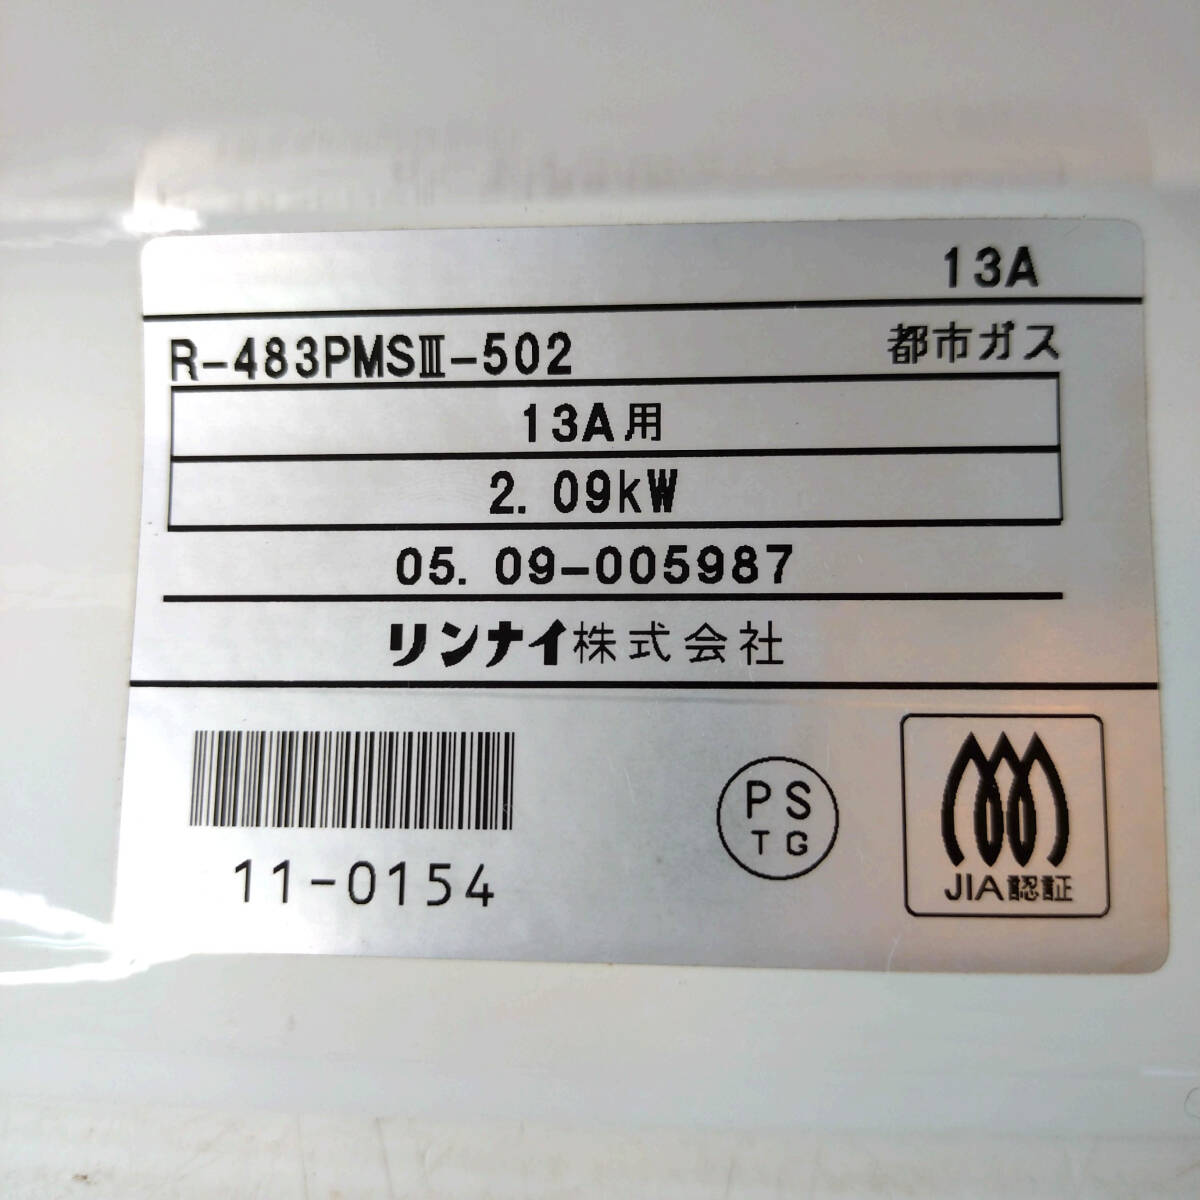 13A
R-483PMSⅢ-502 都市ガス
13A用
2.09kW
05.09-005987
リンナイ株式会社
11-0154
PS
TG
JIA認証